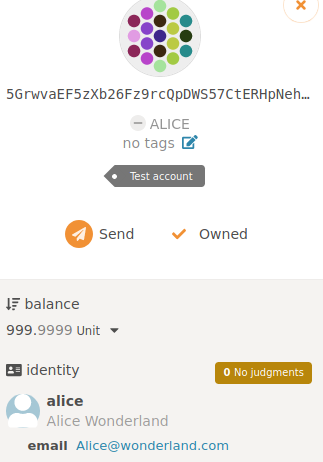 5GrwvaEF5zXb26Fz9rcQpDWS57CtERHpNeh…
ALICE
no tags
Test account
Send
Owned
balance
999.9999 Unit
identity
0 No judgments
alice
Alice Wonderland
email Alice@wonderland.com